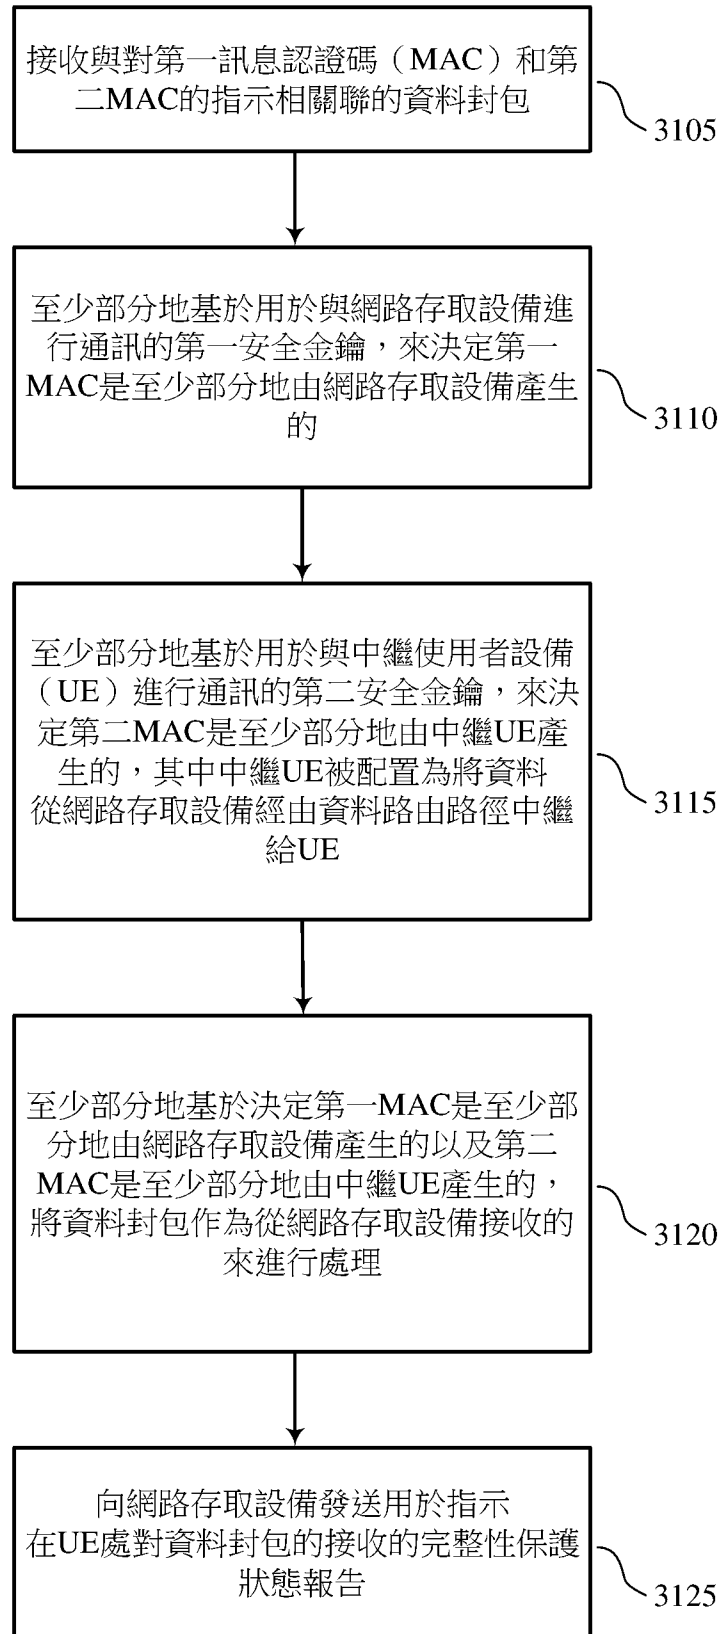 接收與對第一訊息認證碼（MAC）和第
二MAC的指示相關聯的資料封包
3105
至少部分地基於用於與網路存取設備進
行通訊的第一安全金鑰，來決定第一
MAC是至少部分地由網路存取設備產生
的
3110
至少部分地基於用於與中繼使用者設備
（UE）進行通訊的第二安全金鑰，來決
定第二MAC是至少部分地由中繼UE產
生的，其中中繼UE被配置為將資料
從網路存取設備經由資料路由路徑中繼
給UE
3115
至少部分地基於決定第一MAC是至少部
分地由網路存取設備產生的以及第二
MAC是至少部分地由中繼UE產生的，
將資料封包作為從網路存取設備接收的
來進行處理
3120
向網路存取設備發送用於指示
在UE處對資料封包的接收的完整性保護
狀態報告
3125